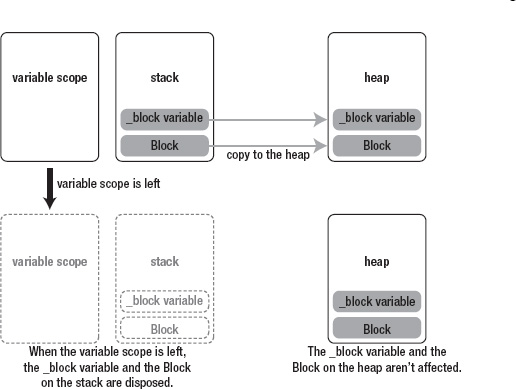 variable scope
stack
heap
_block variable
_block variable
Block
Block
copy to the heap
variable scope is left
variable scope
stack
heap
_block variable
_block variable
Block
Block
When the variable scope is left,
the _block variable and the Block
on the stack are disposed.
The _block variable and the
Block on the heap aren't affected.